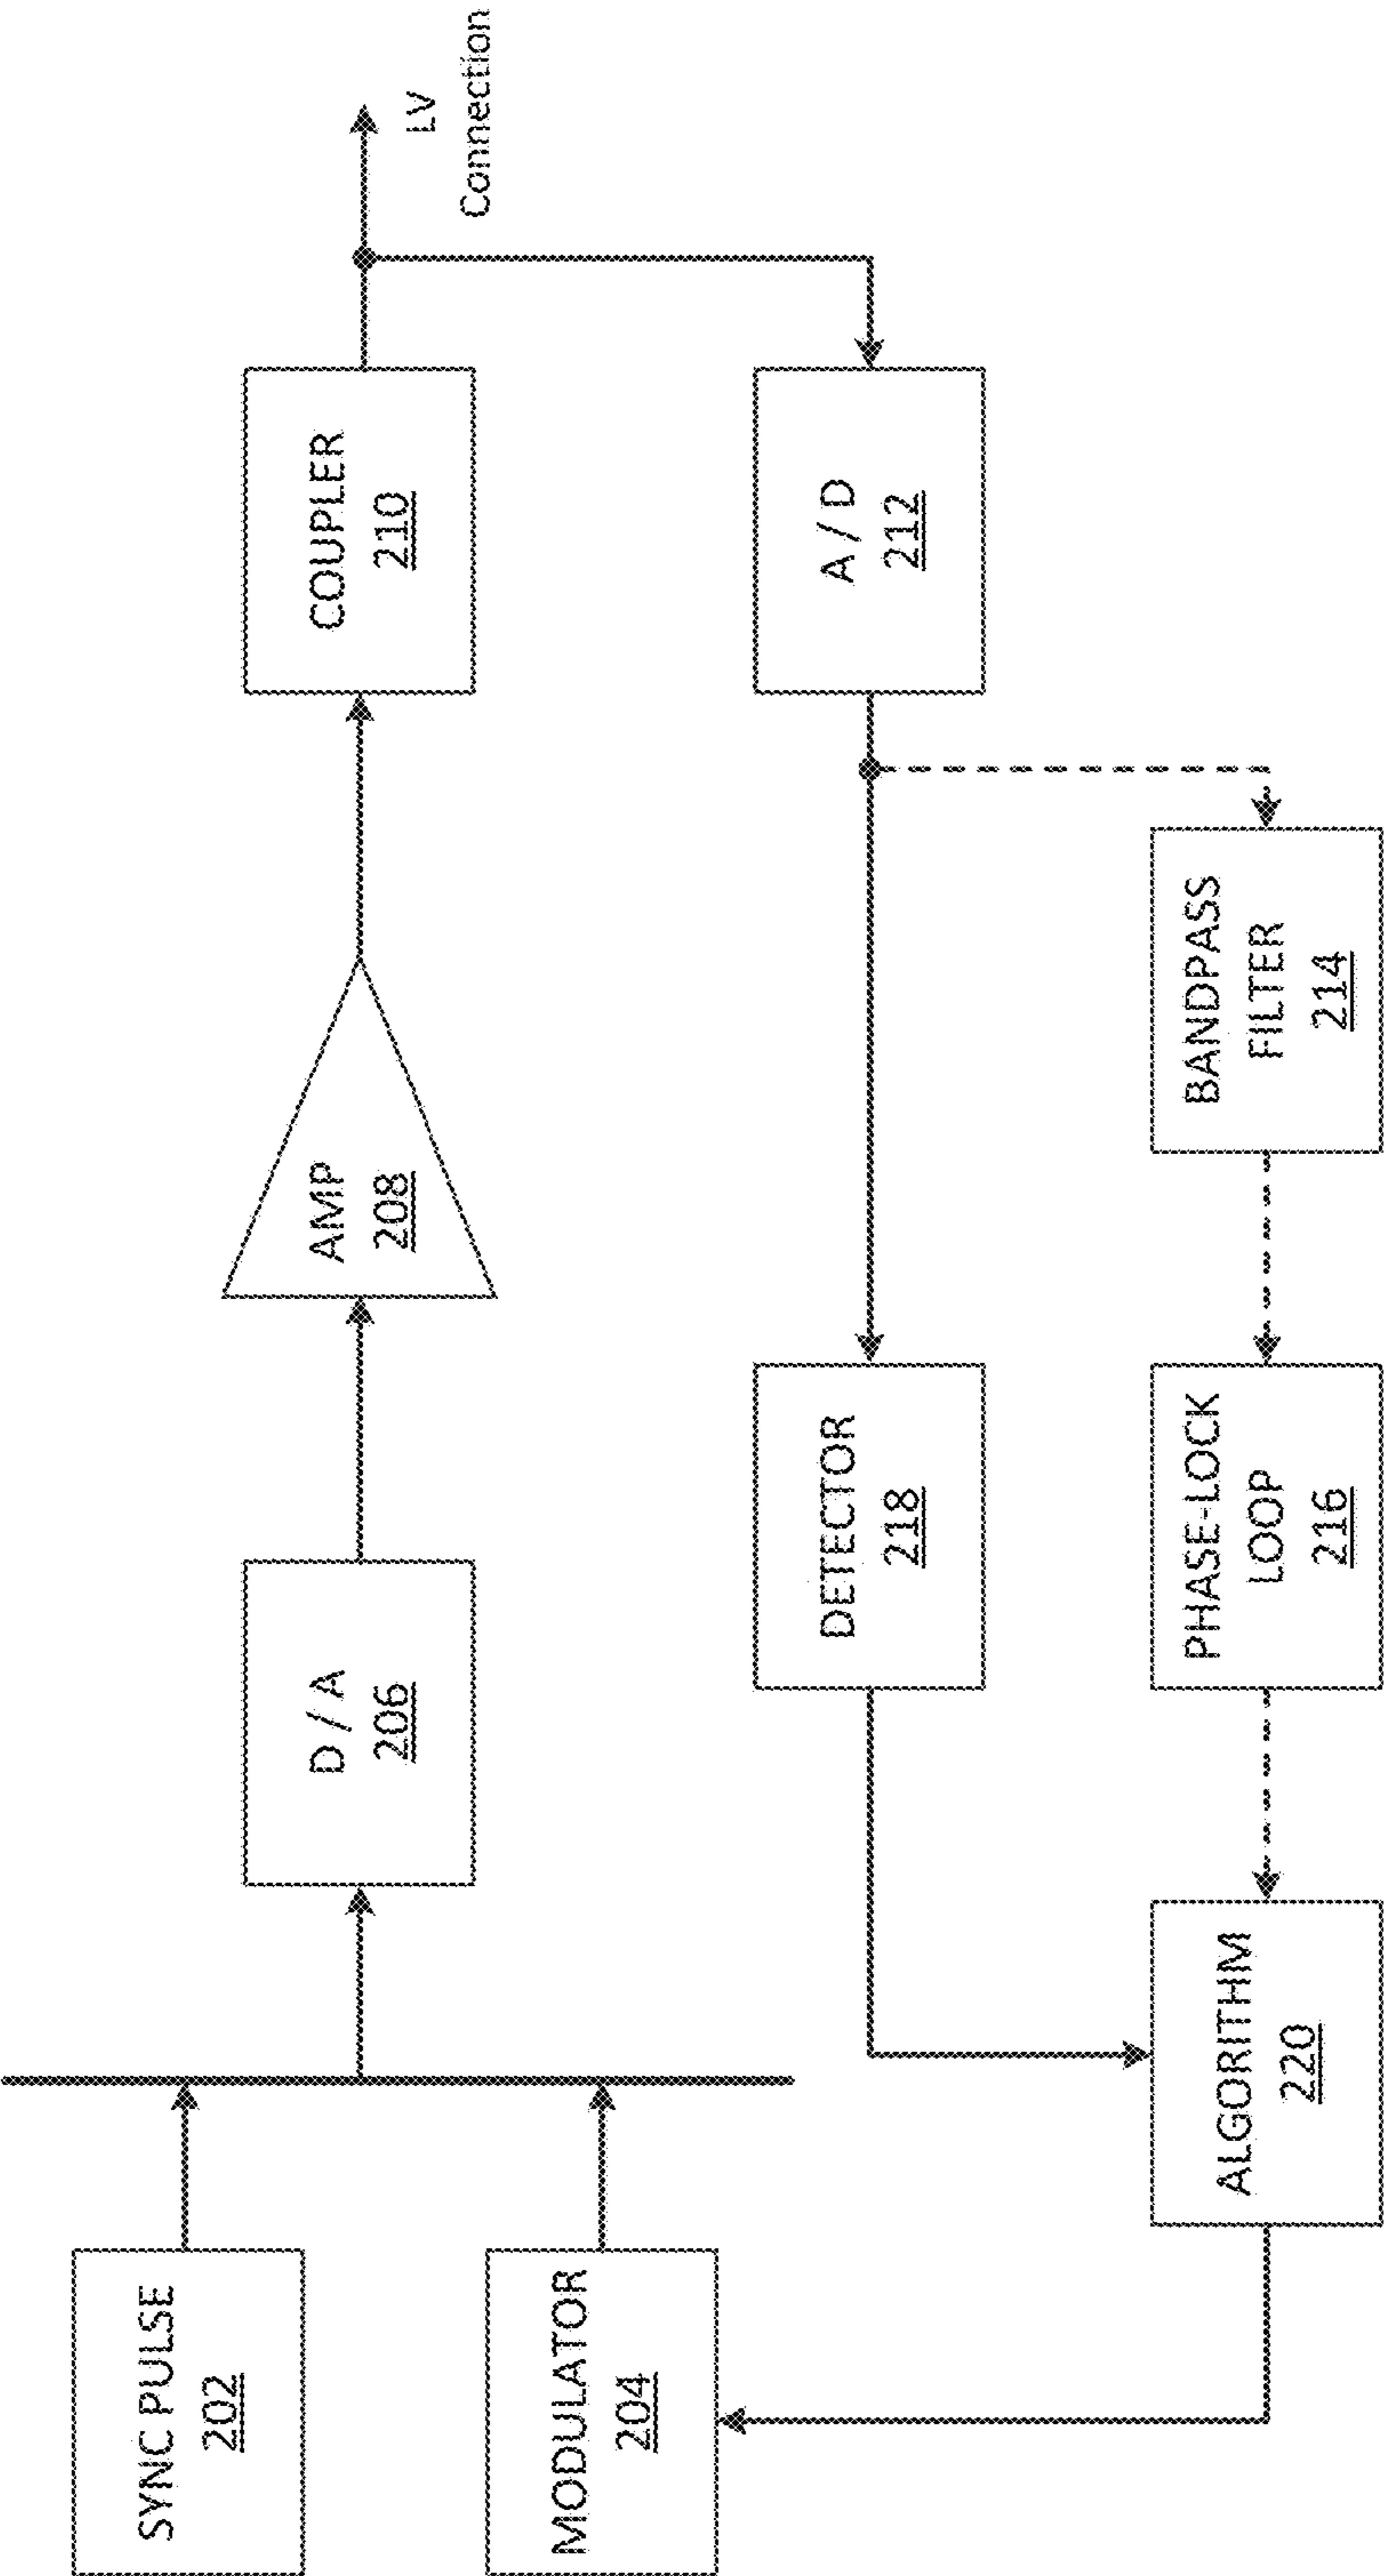 SYNC PULSE
202
MODULATOR
204
D / A
206
AMP
208
COUPLER
210
LV
Connection
A / D
212
DETECTOR
218
BANDPASS
FILTER
214
PHASE-LOCK
LOOP
216
ALGORITHM
220